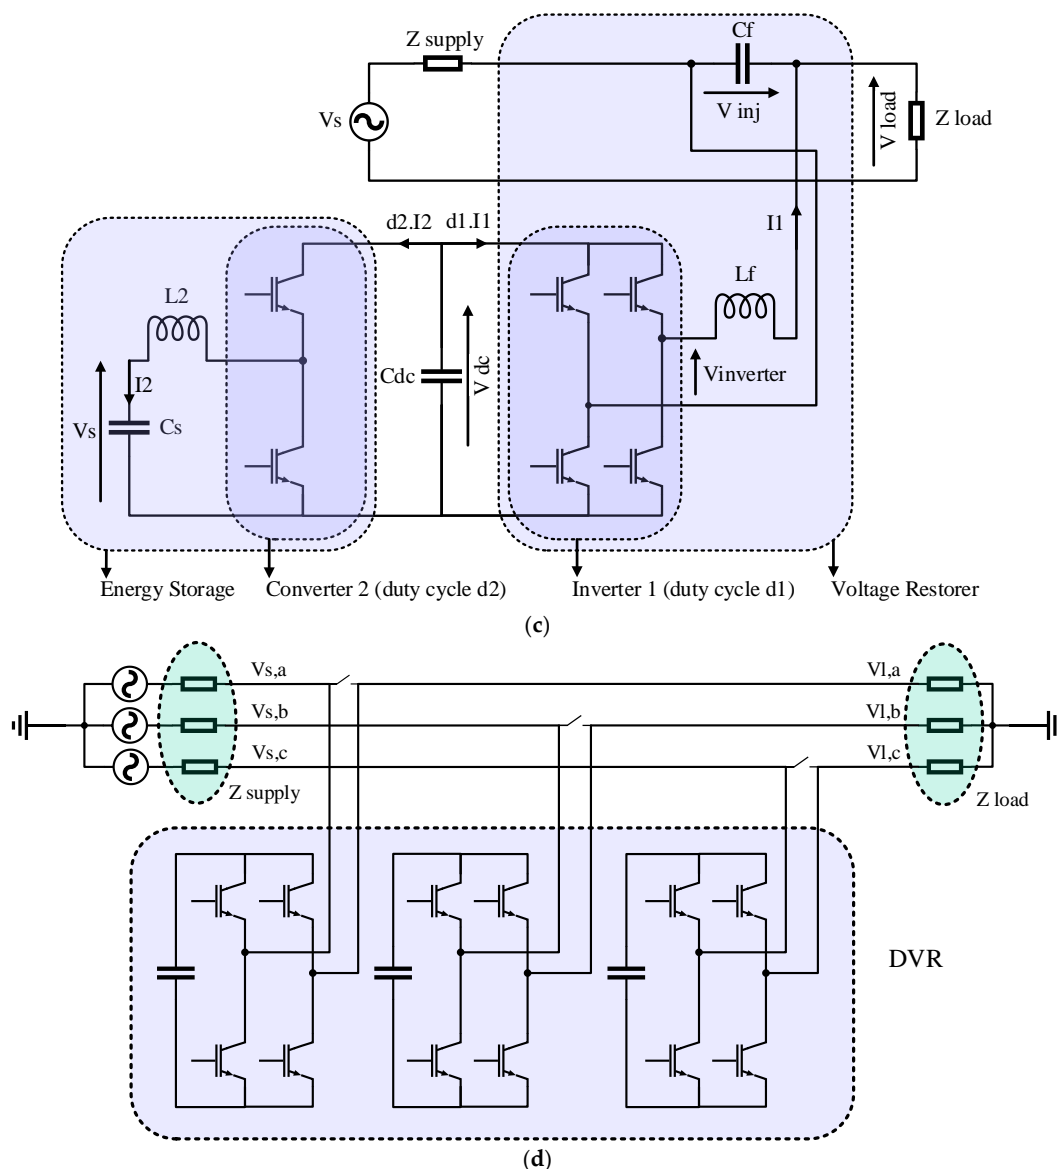 Z supply
Cf
V inj
Vs
V load
Z load
d2.I2
d1.I1
I1
L2
Lf
I2
Cdc
V dc
Vinverter
Vs
Cs
Energy Storage
Converter 2 (duty cycle d2)
Inverter 1 (duty cycle d1)
Voltage Restorer
(c)
Vs,a
Vl,a
Vs,b
Vl,b
Vs,c
Vl,c
Z supply
Z load
DVR
(d)